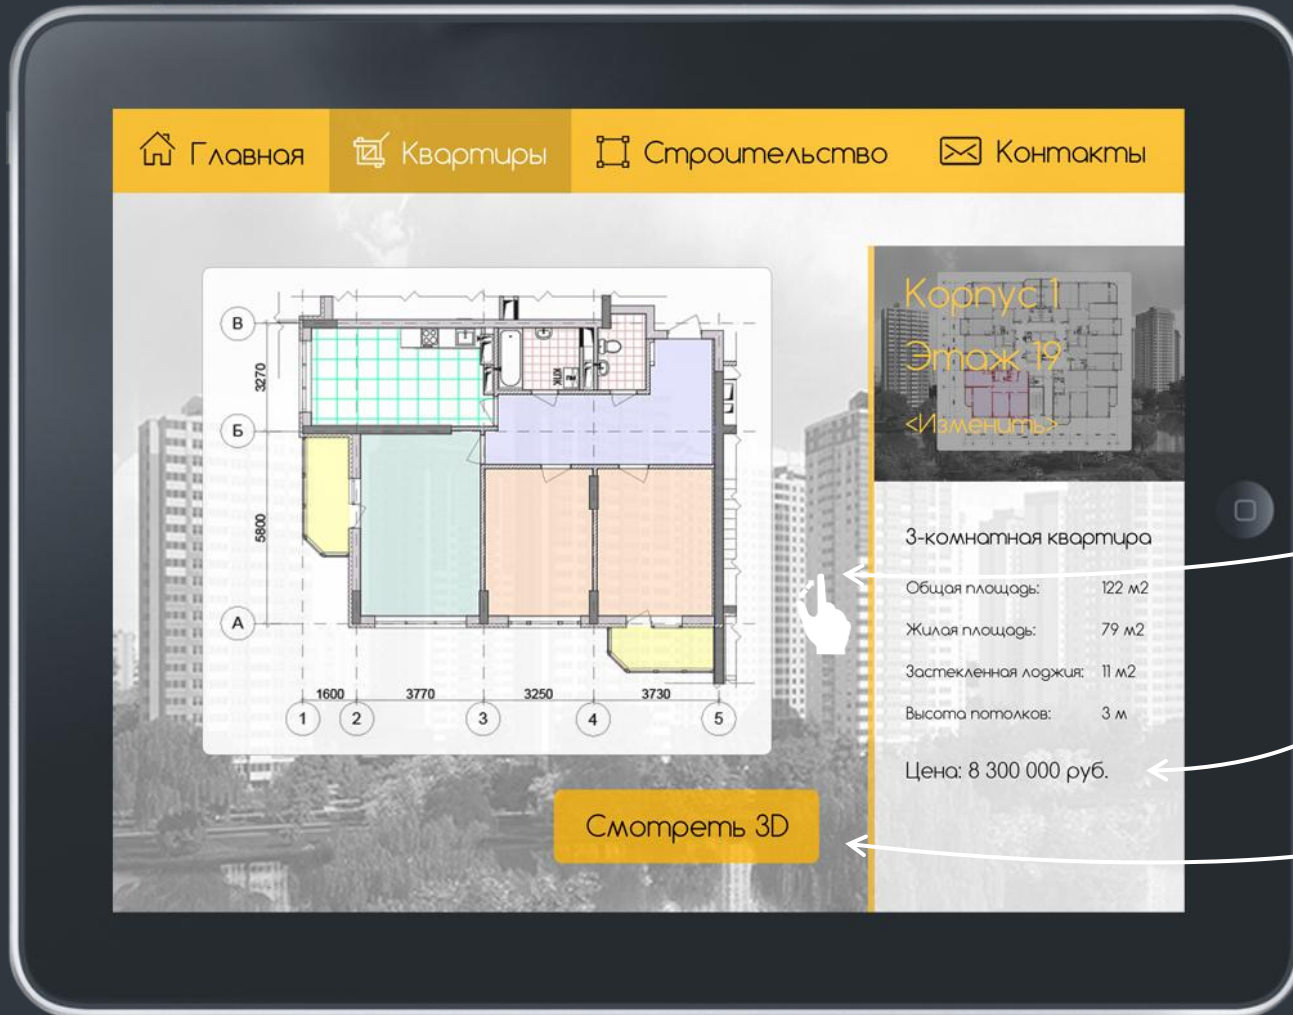 Главная
Квартиры
Строительство
Контакты
Корпус 1
Этаж 19
<Изменить>
В
3270
Б
5800
А
1600
3770
3250
3730
1
2
3
4
5
3-комнатная квартира
Общая площадь: 122 м2
Жилая площадь: 79 м2
Застекленная лоджия: 11 м2
Высота потолков: 3 м
Цена: 8 300 000 руб.
Смотреть 3D